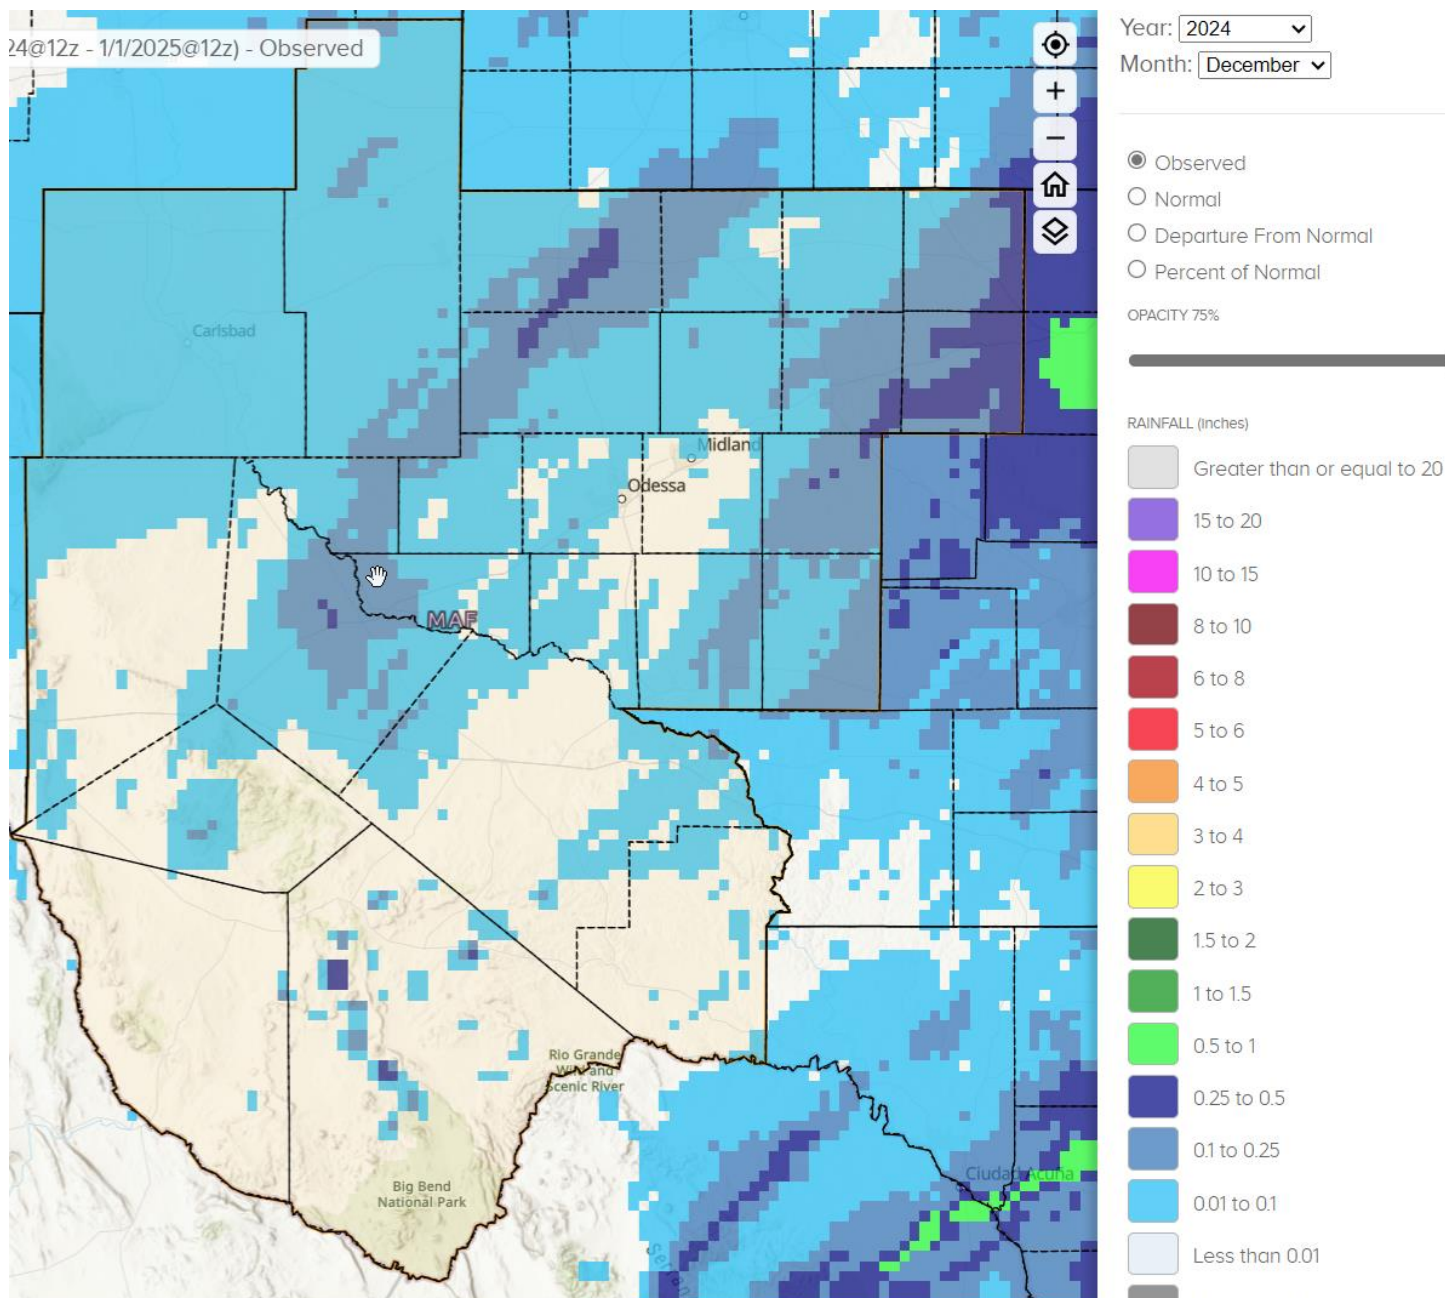 24@12z - 1/1/2025@12z) - Observed
Year: 2024
Month: December
Observed
Normal
Departure From Normal
Percent of Normal
OPACITY 75%
RAINFALL (Inches)
Greater than or equal to 20
15 to 20
10 to 15
8 to 10
6 to 8
5 to 6
4 to 5
3 to 4
2 to 3
1.5 to 2
1 to 1.5
0.5 to 1
0.25 to 0.5
0.1 to 0.25
0.01 to 0.1
Less than 0.01
Carlsbad
Midland
Odessa
MAF
Rio Grande
Wild and
Scenic River
Big Bend
National Park
Ciudad Acuña